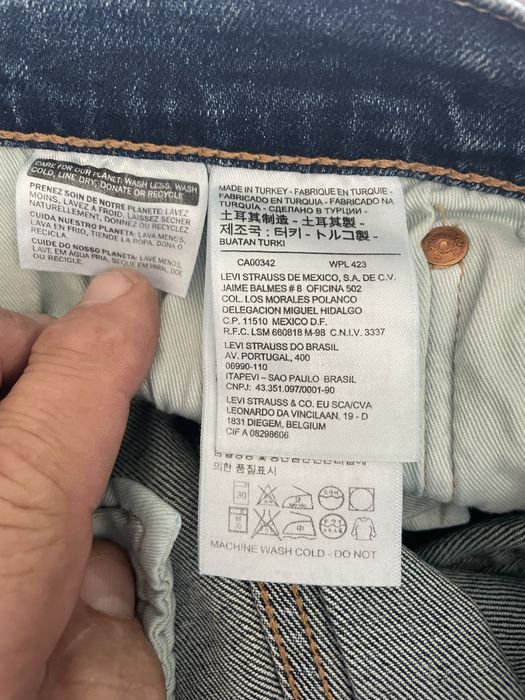 CARE FOR OUR PLANET: WASH LESS, WASH
COLD, LINE DRY, DONATE OR RECYCLE
PRENEZ SOIN DE NOTRE PLANETE: LAVEZ
MOINS, LAVEZ A FROID, LAISSEZ SECHER
NATURELLEMENT, DONNEZ OU RECYCLEZ
CUIDA NUESTRO PLANETA: LAVA MENOS,
LAVA EN FRIO, TIENDE LA ROPA, DONA O
RECICLA.
CUIDE DO NOSSO PLANETA: LAVE MENOS,
LAVE EM AGUA FRIA, SEQUE EM VARAL, DOE
OU RECICLE.
MADE IN TURKEY - FABRIQUE EN TURQUIE -
FABRICADO EN TURQUIA - FABRICADO NA
TURQUIA - СДЕЛАНО В ТУРЦИИ -
土耳其制造 - 土耳其製 -
제조국 : 터키 - トルコ製 -
BUATAN TURKI
CA00342 WPL 423
LEVI STRAUSS DE MEXICO, S.A. DE C.V.
JAIME BALMES # 8 OFICINA 502
COL. LOS MORALES POLANCO
DELEGACION MIGUEL HIDALGO
C.P. 11510 MEXICO D.F.
R.F.C. LSM 660818 M-98 C.N.I.V. 3337
LEVI STRAUSS DO BRASIL
AV. PORTUGAL, 400
06990-110
ITAPEVI - SAO PAULO BRASIL
CNPJ: 43.351.097/0001-90
LEVI STRAUSS & CO. EU SCA/CVA
LEONARDO DA VINCILAAN, 19 - D
1831 DIEGEM, BELGIUM
CIF A 08298606
의한 품질표시
30
30 中
MACHINE WASH COLD - DO NOT